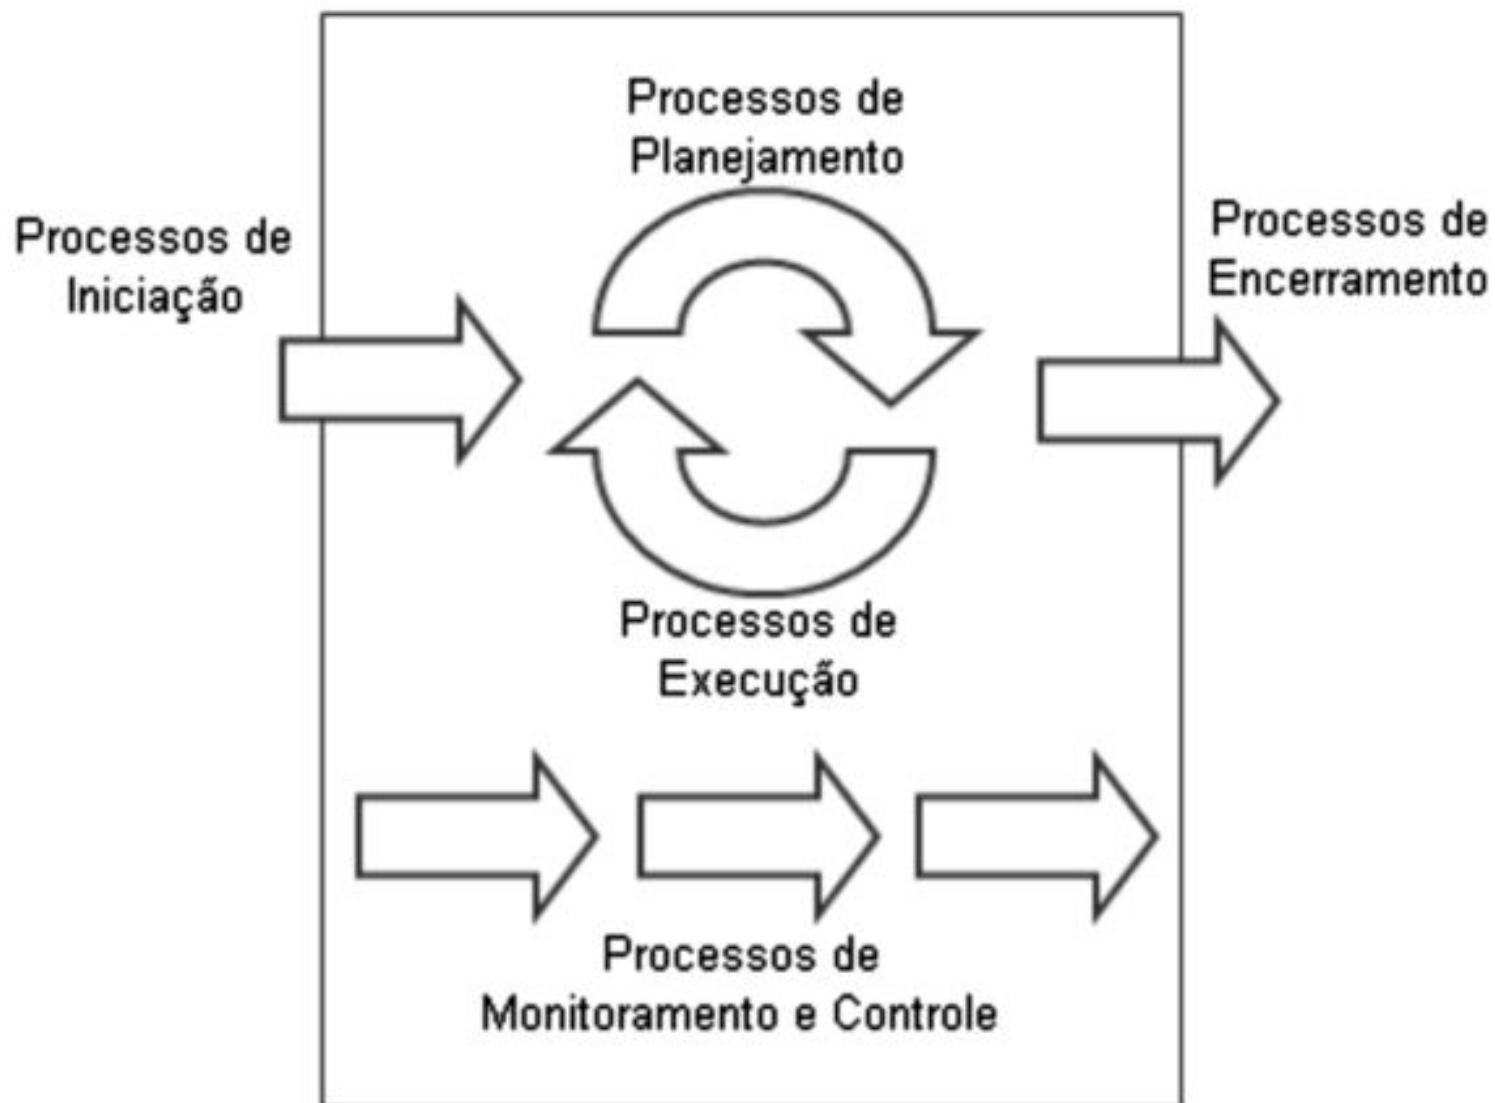 Processos de
Planejamento
Processos de
Iniciação
Processos de
Encerramento
Processos de
Execução
Processos de
Monitoramento e Controle